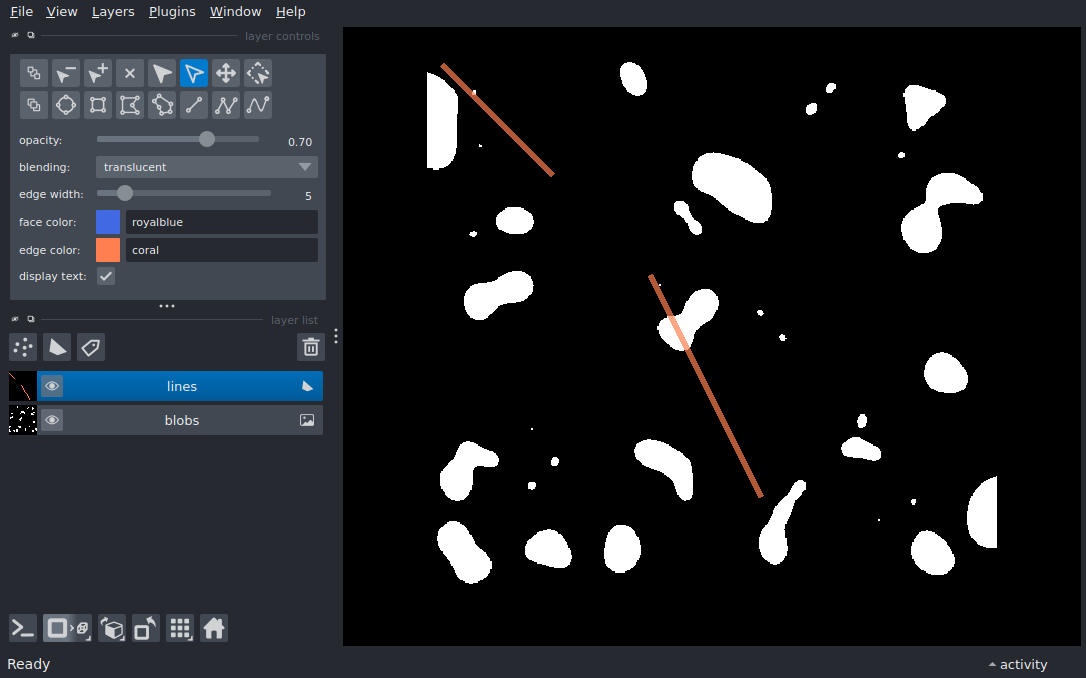 File View Layers Plugins Window Help
layer controls
opacity: 0.70
blending: translucent
edge width: 5
face color: royalblue
edge color: coral
display text:
layer list
lines
blobs
Ready activity